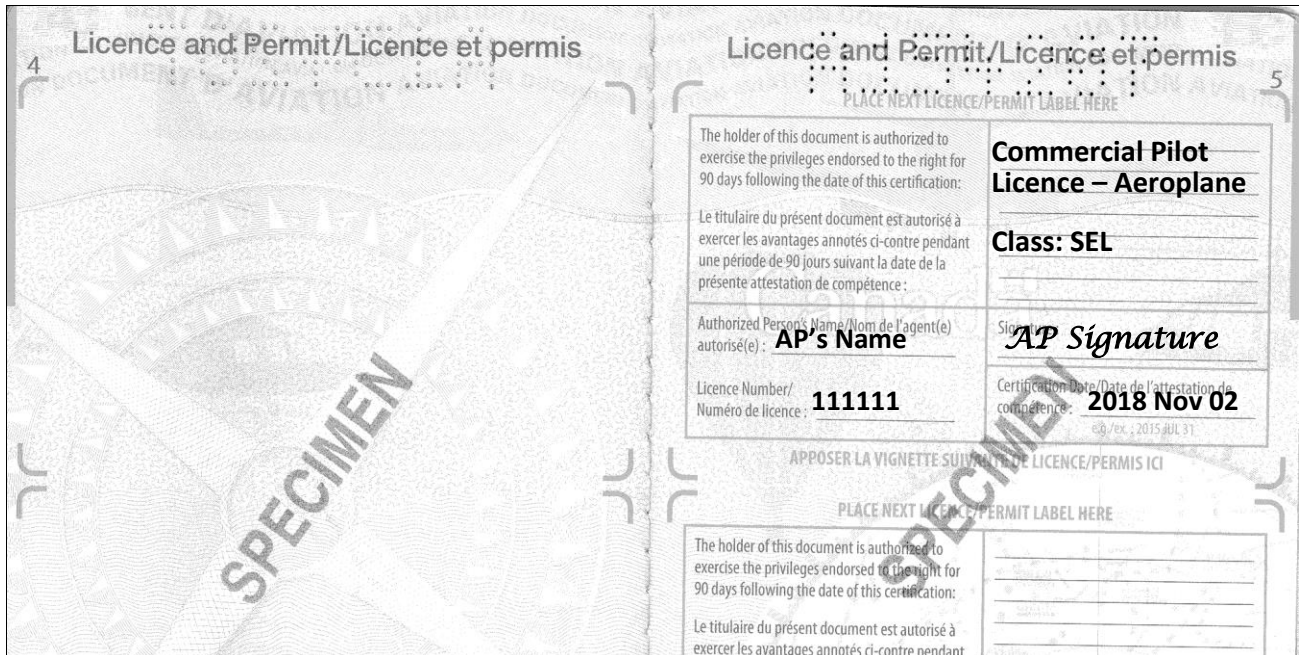 4
Licence and Permit/Licence et permis
SPECIMEN
Licence and Permit/Licence et permis
5
PLACE NEXT LICENCE/PERMIT LABEL HERE
The holder of this document is authorized to
exercise the privileges endorsed to the right for
90 days following the date of this certification:
Le titulaire du présent document est autorisé à
exercer les avantages annotés ci-contre pendant
une période de 90 jours suivant la date de la
présente attestation de compétence :
Commercial Pilot
Licence – Aeroplane
Class: SEL
Authorized Person's Name/Nom de l'agent(e)
autorisé(e) : AP's Name
Signature
AP Signature
Licence Number/
Numéro de licence : 111111
Certification Date/Date de l'attestation de
compétence : 2018 Nov 02
e.g./ex. : 2015 JUL 31
APPOSER LA VIGNETTE SUIVANTE DE LICENCE/PERMIS ICI
SPECIMEN
PLACE NEXT LICENCE/PERMIT LABEL HERE
The holder of this document is authorized to
exercise the privileges endorsed to the right for
90 days following the date of this certification:
Le titulaire du présent document est autorisé à
exercer les avantages annotés ci-contre pendant